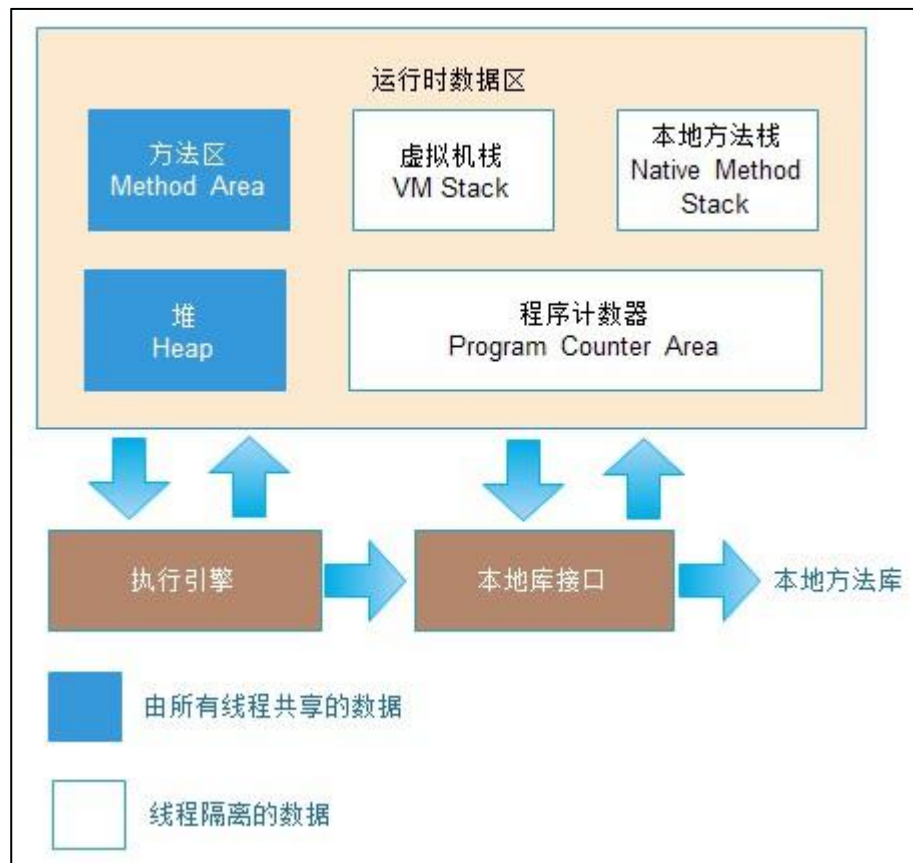 运行时数据区
方法区
Method Area
虚拟机栈
VM Stack
本地方法栈
Native Method
Stack
堆
Heap
程序计数器
Program Counter Area
执行引擎
本地库接口
本地方法库
由所有线程共享的数据
线程隔离的数据